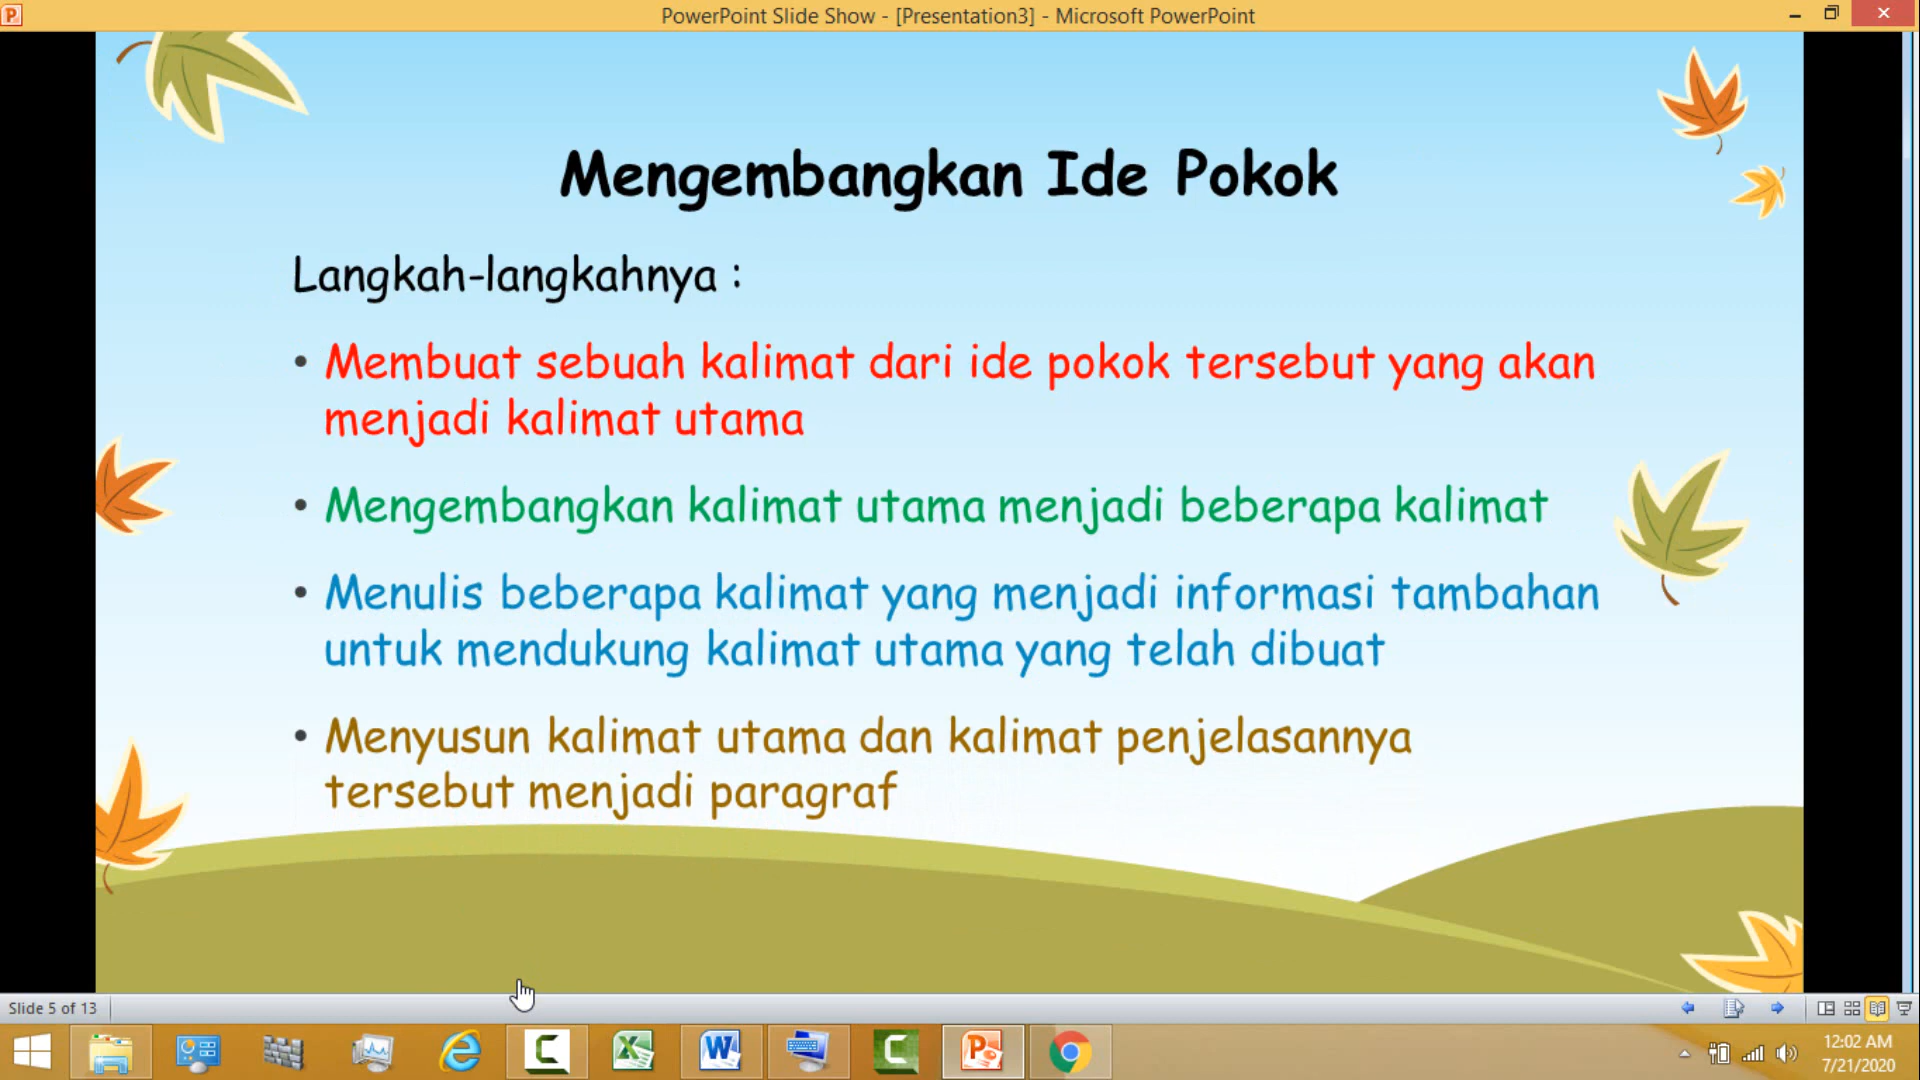 PowerPoint Slide Show - [Presentation3] - Microsoft PowerPoint
Mengembangkan Ide Pokok
Langkah-langkahnya :
• Membuat sebuah kalimat dari ide pokok tersebut yang akan
menjadi kalimat utama
• Mengembangkan kalimat utama menjadi beberapa kalimat
• Menulis beberapa kalimat yang menjadi informasi tambahan
untuk mendukung kalimat utama yang telah dibuat
• Menyusun kalimat utama dan kalimat penjelasannya
tersebut menjadi paragraf
Slide 5 of 13
12:02 AM
7/21/2020